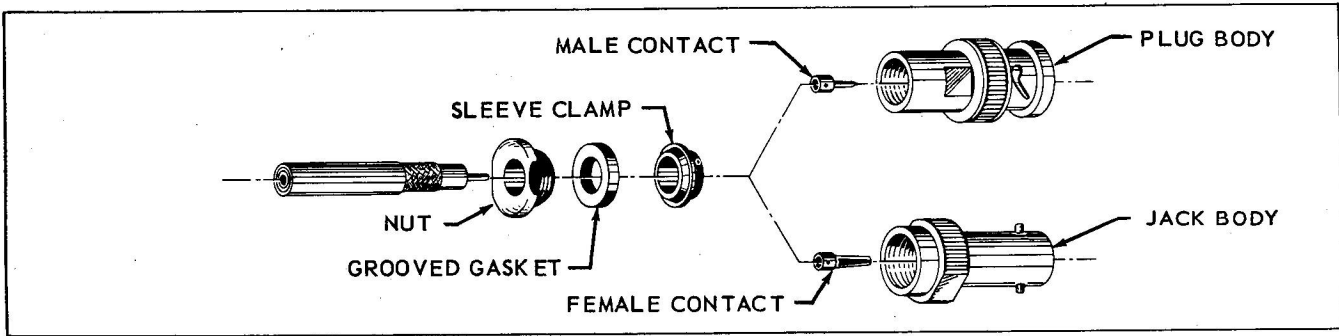 MALE CONTACT
PLUG BODY
SLEEVE CLAMP
NUT
GROOVED GASKET
JACK BODY
FEMALE CONTACT